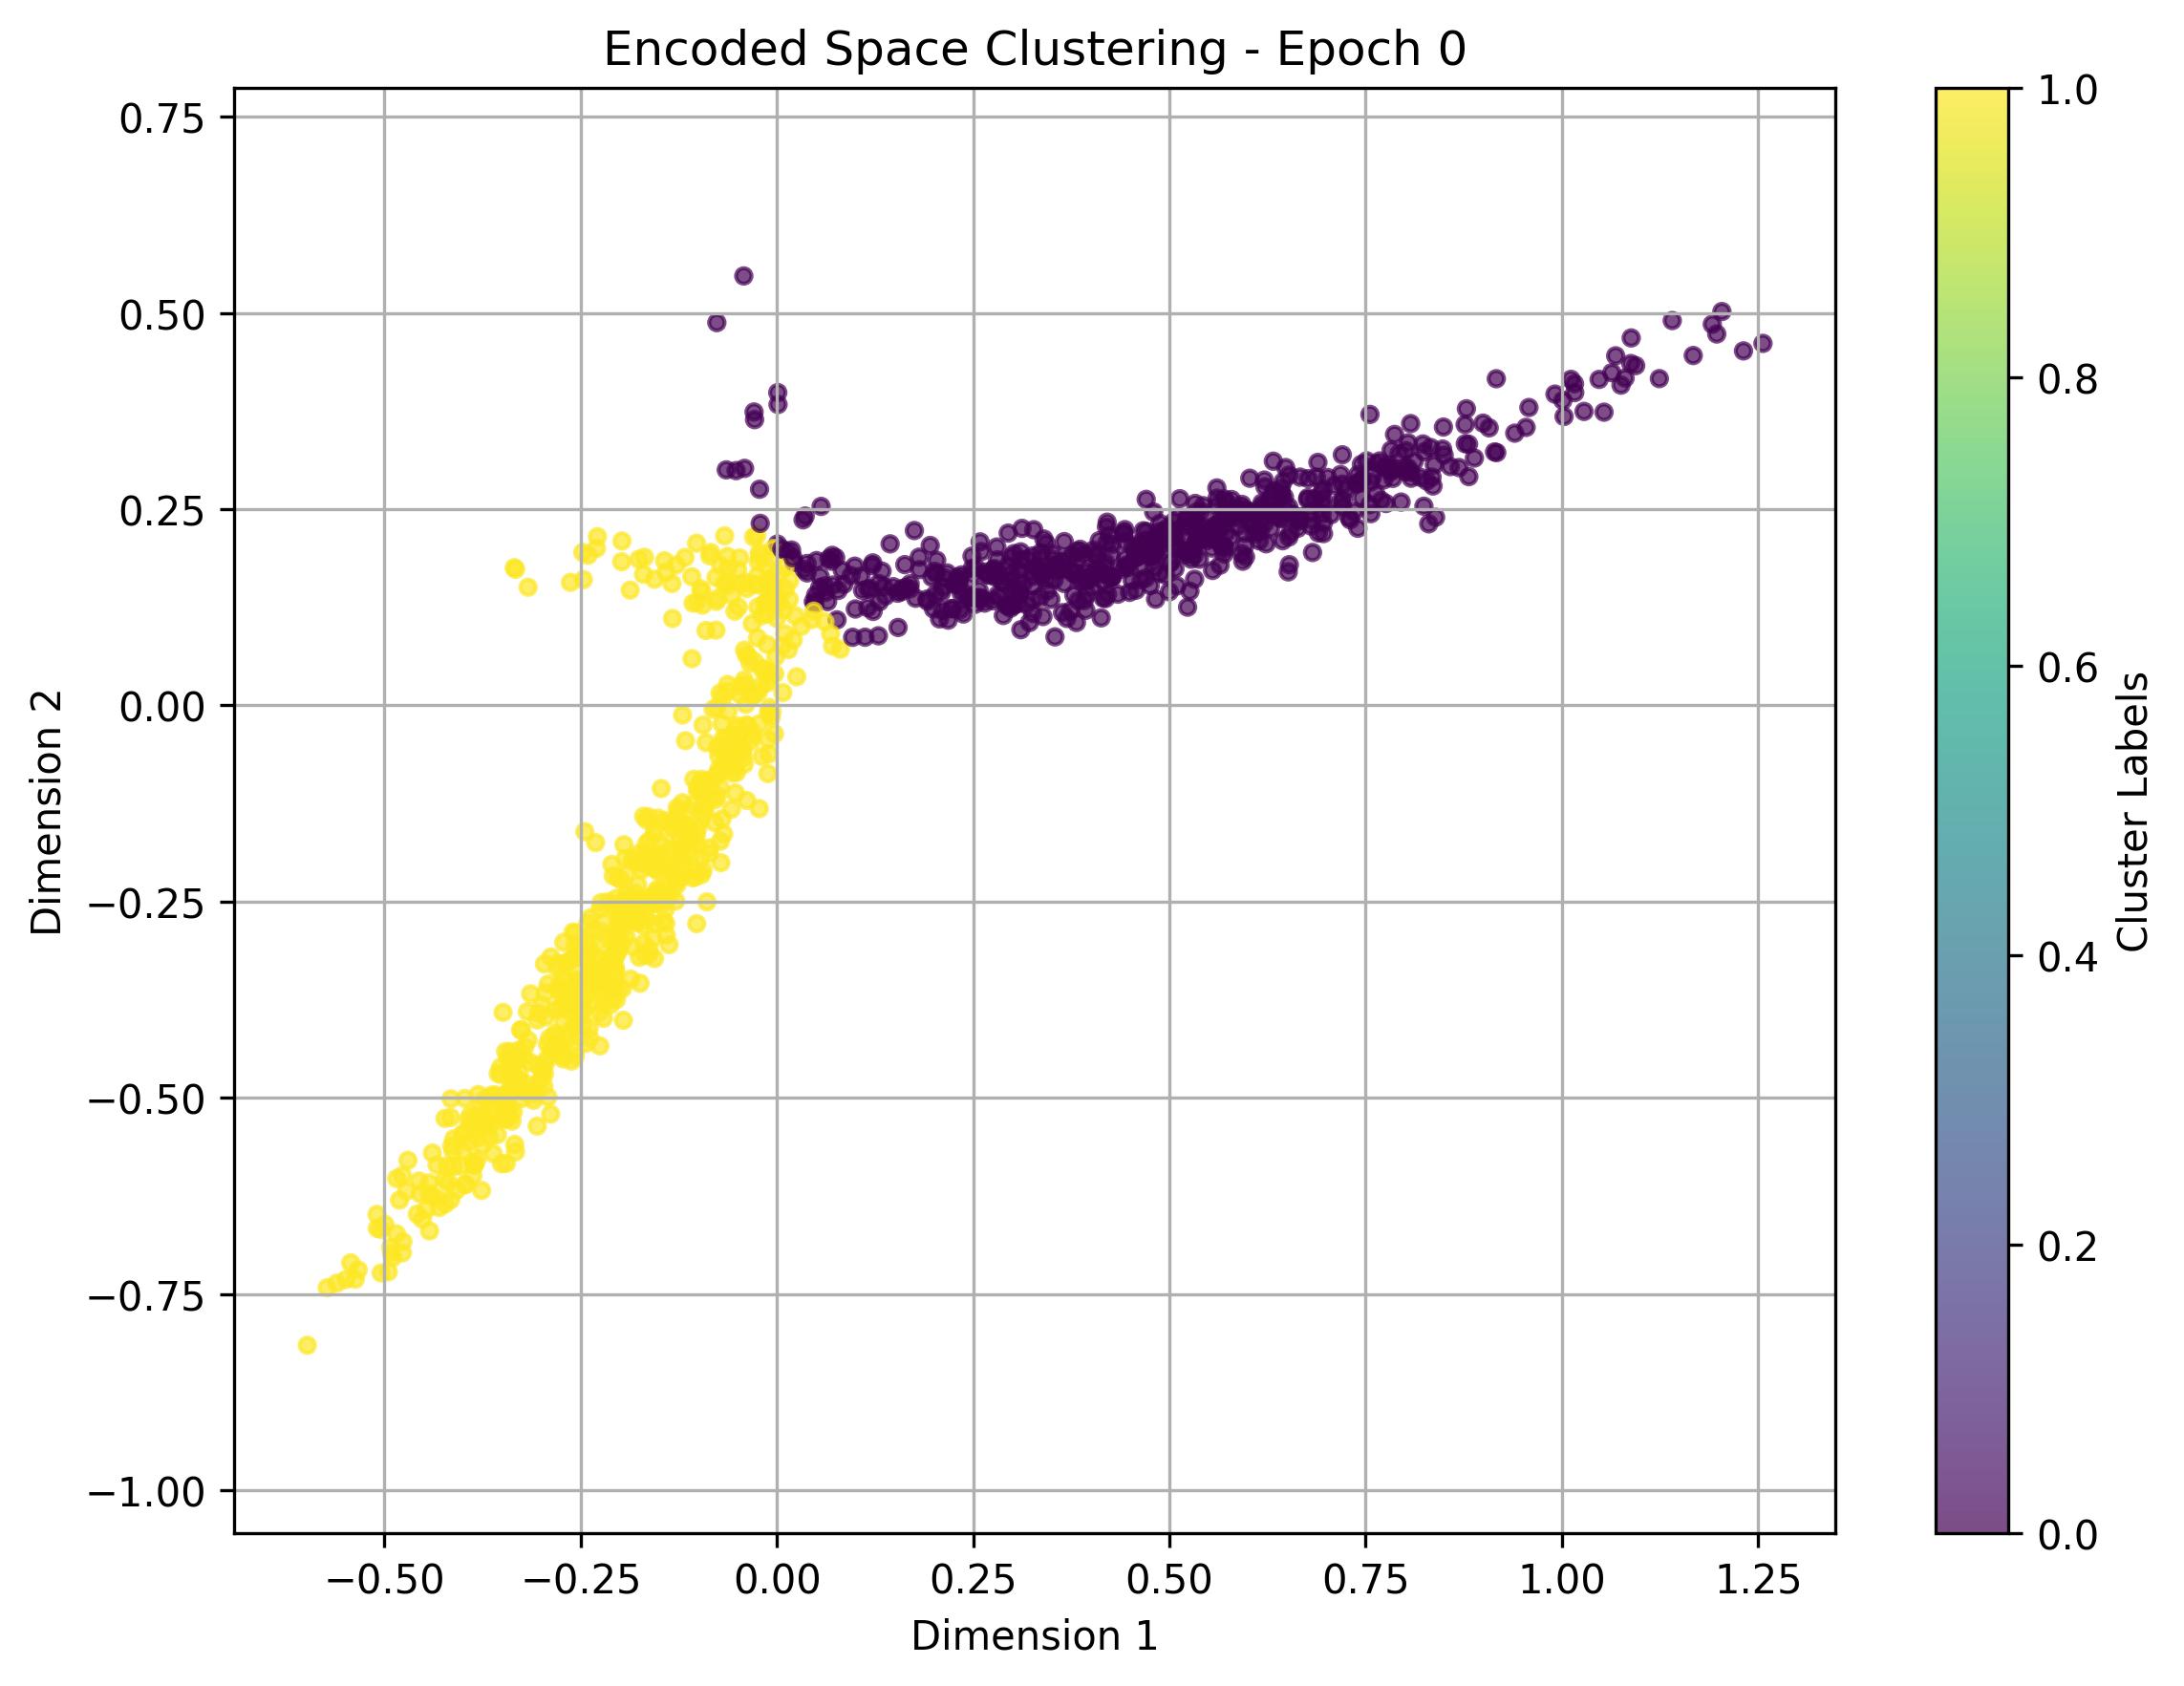 Encoded Space Clustering - Epoch 0
0.75
0.50
0.25
0.00
−0.25
−0.50
−0.75
−1.00
Dimension 2
−0.50 −0.25 0.00 0.25 0.50 0.75 1.00 1.25
Dimension 1
1.0
0.8
0.6
0.4
0.2
0.0
Cluster Labels